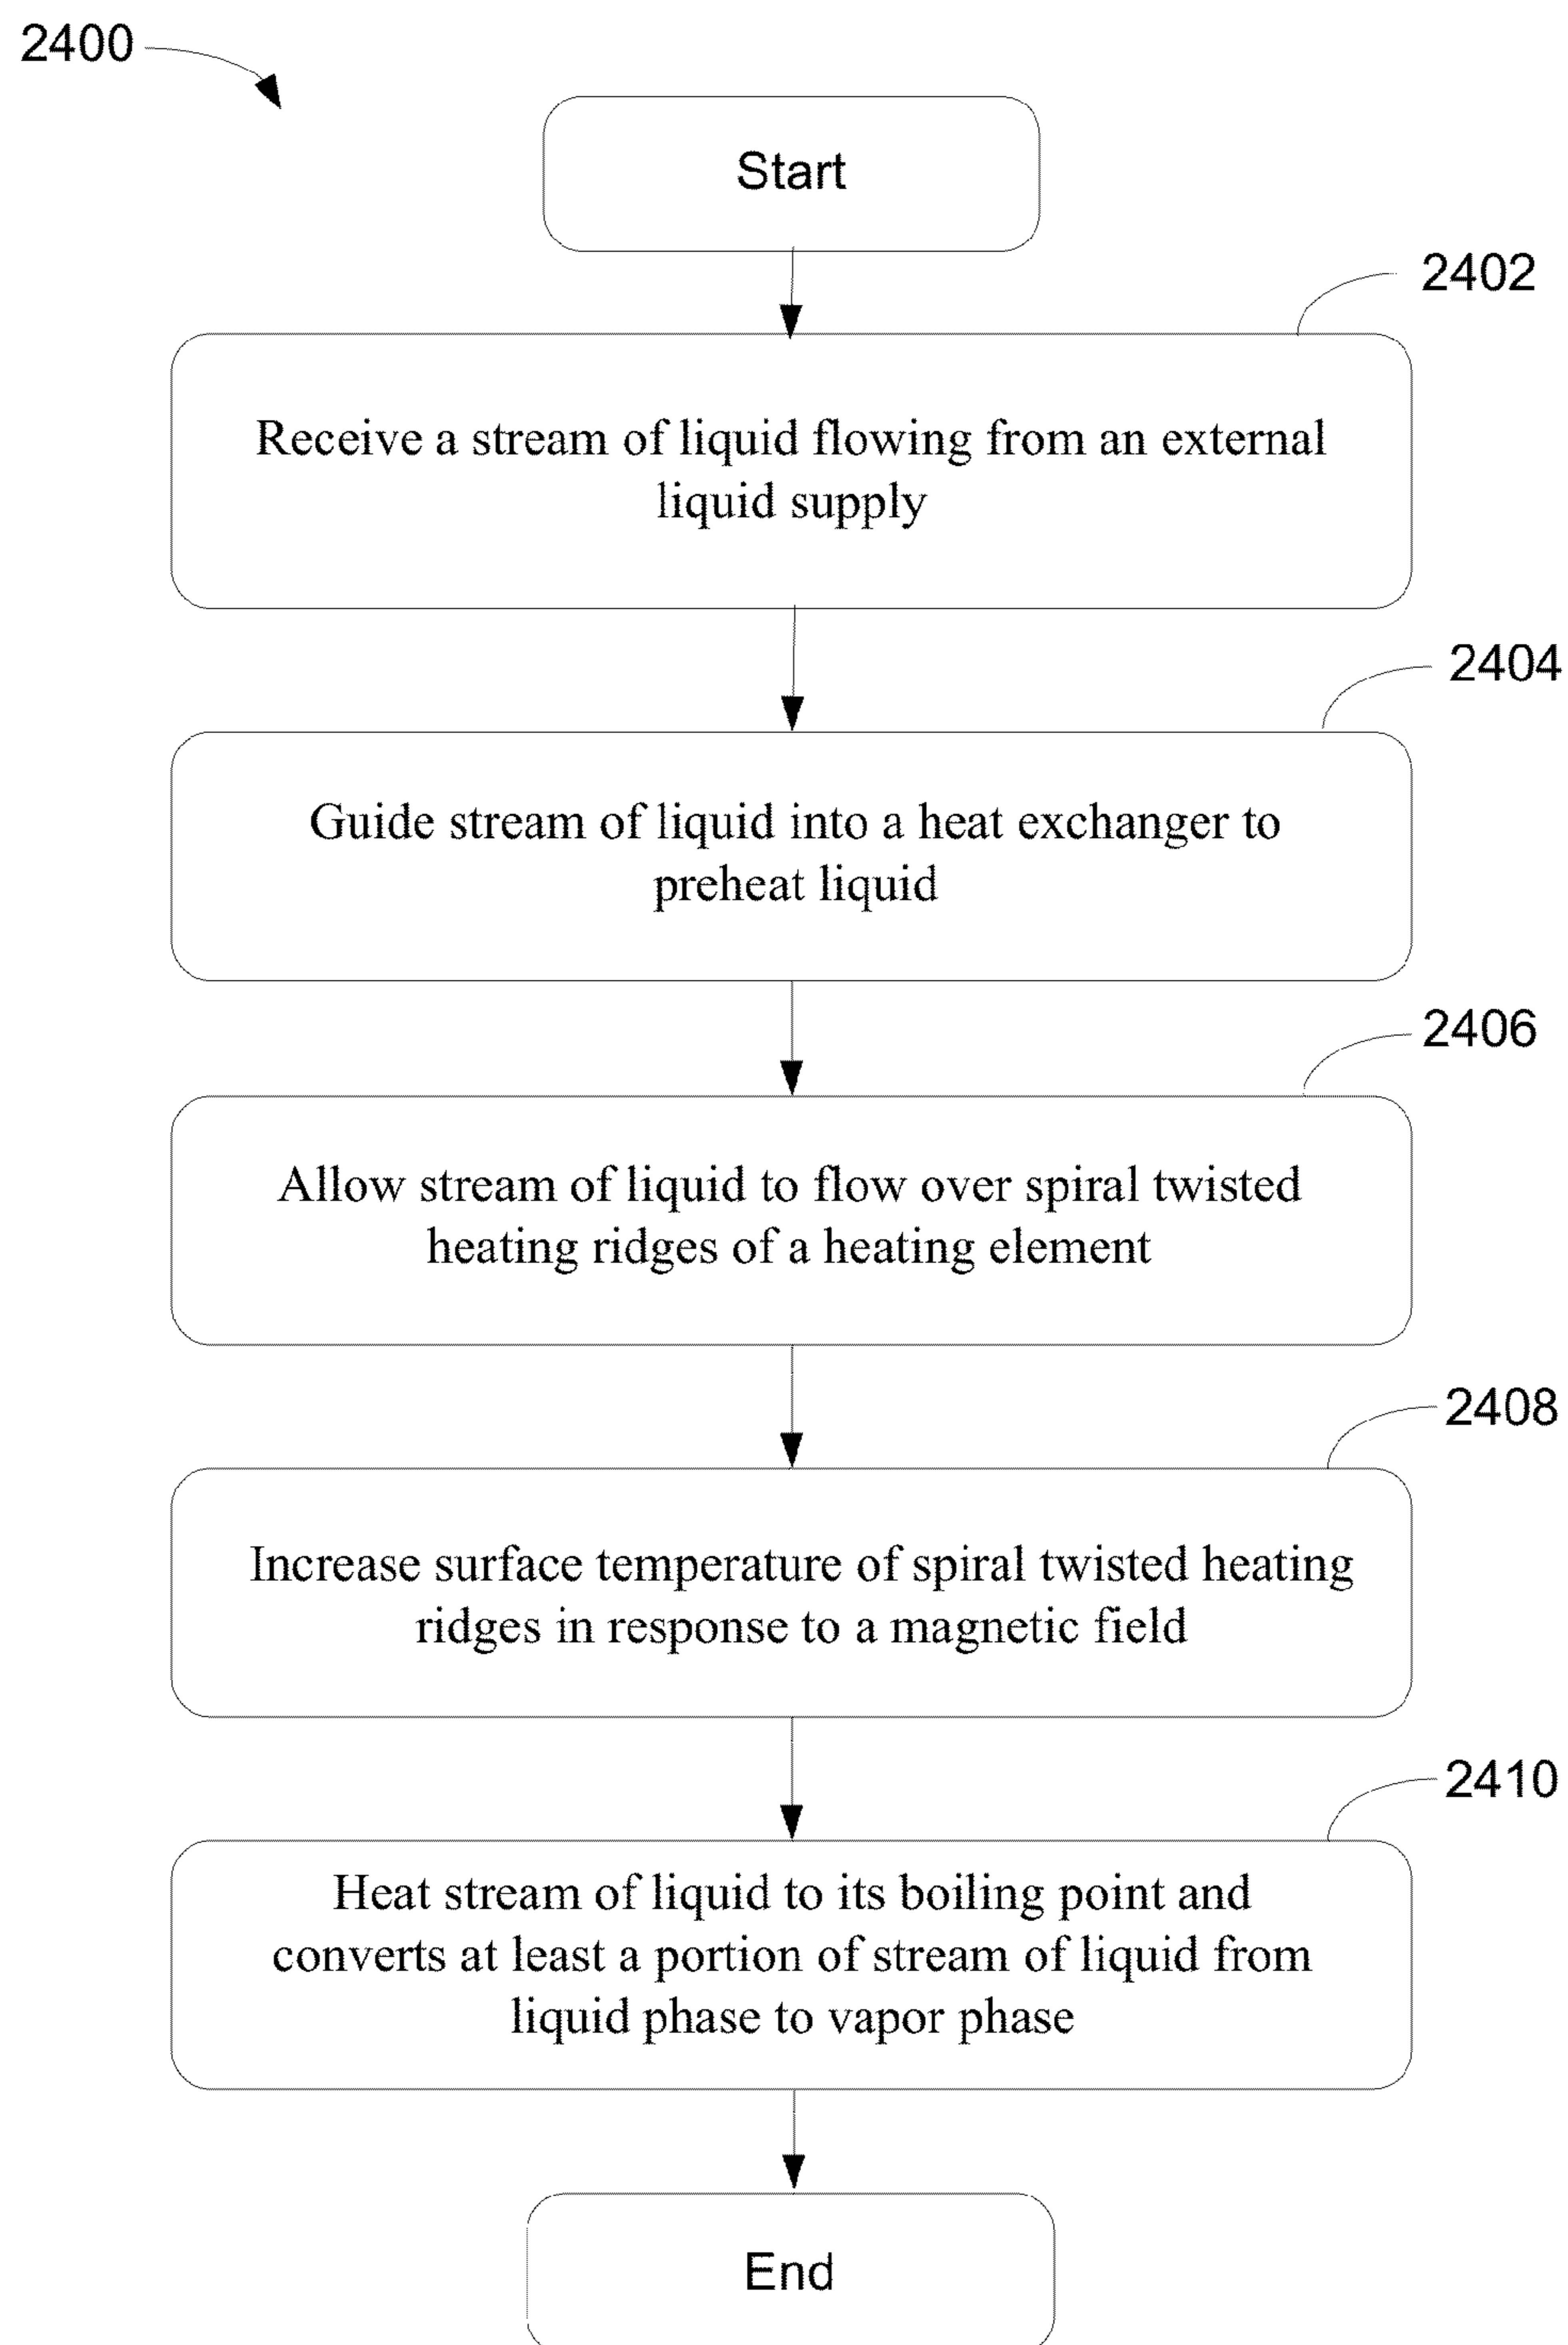 2400
Start
2402
Receive a stream of liquid flowing from an external
liquid supply
2404
Guide stream of liquid into a heat exchanger to
preheat liquid
2406
Allow stream of liquid to flow over spiral twisted
heating ridges of a heating element
2408
Increase surface temperature of spiral twisted heating
ridges in response to a magnetic field
2410
Heat stream of liquid to its boiling point and
converts at least a portion of stream of liquid from
liquid phase to vapor phase
End